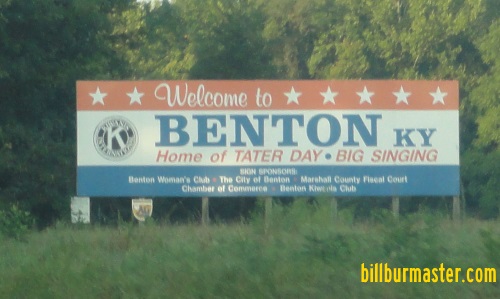 Welcome to
BENTON KY
Home of TATER DAY • BIG SINGING
SIGN SPONSORS:
Benton Woman's Club - The City of Benton - Marshall County Fiscal Court
Chamber of Commerce - Benton Kiwanis Club
K
billburmaster.com